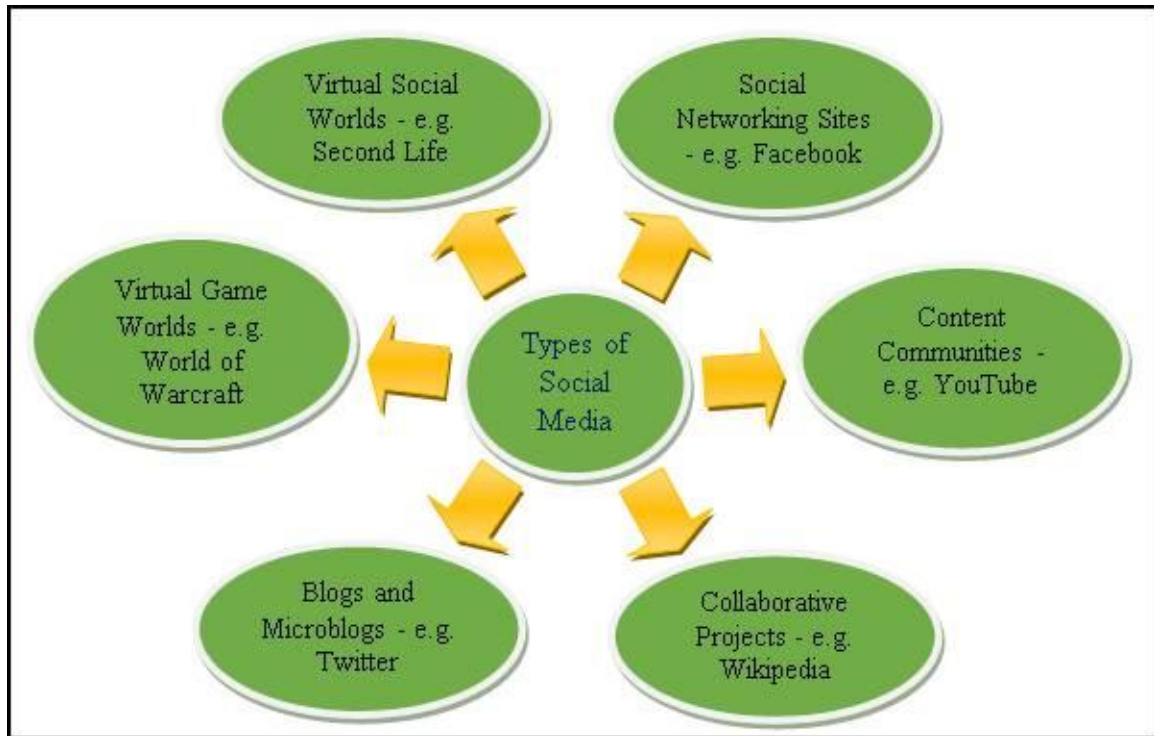 Virtual Social
Worlds - e.g.
Second Life
Social
Networking Sites
- e.g. Facebook
Virtual Game
Worlds - e.g.
World of
Warcraft
Types of
Social
Media
Content
Communities -
e.g. YouTube
Blogs and
Microblogs - e.g.
Twitter
Collaborative
Projects - e.g.
Wikipedia